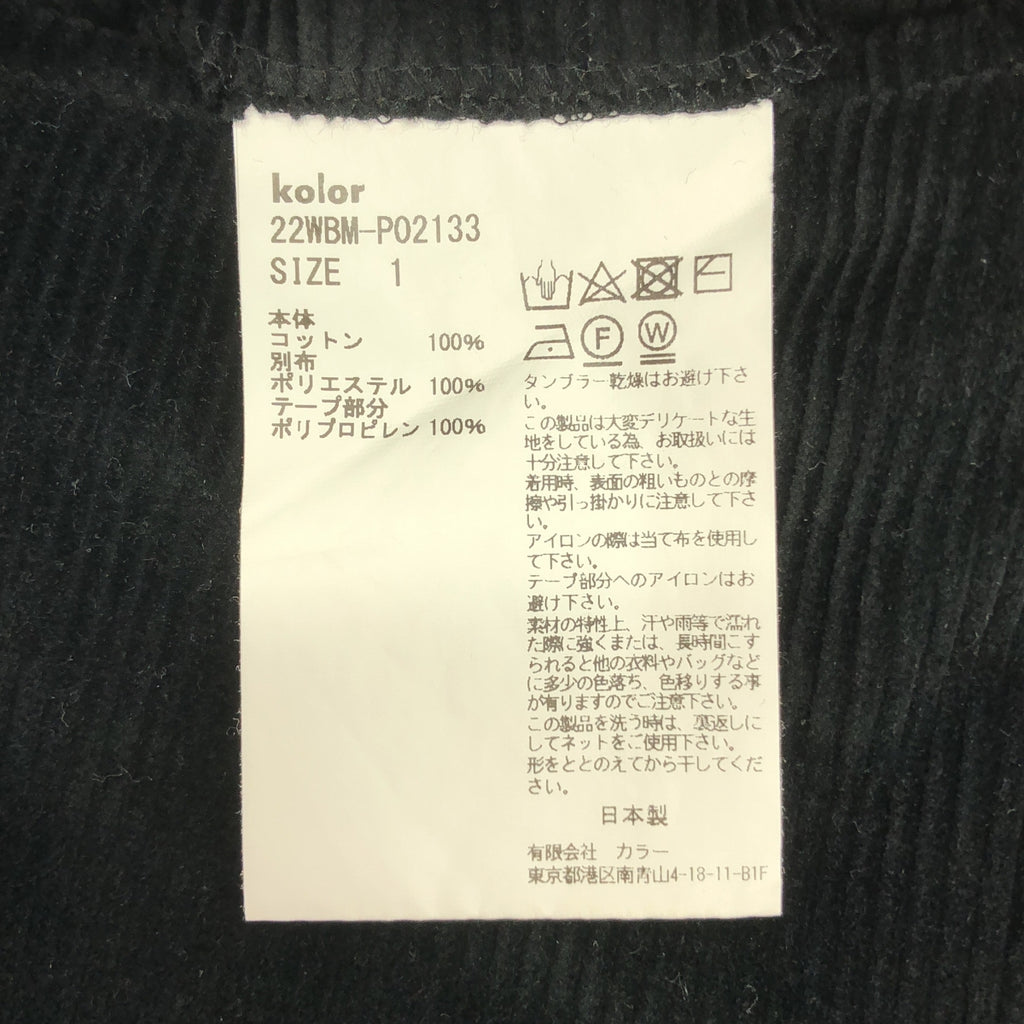 kolor
22WBM-P02133
SIZE 1
本体
コットン 100%
別布
ポリエステル 100%
テープ部分
ポリプロピレン 100%
F
W
タンブラー乾燥はお避け下さ
い。
この製品は大変デリケートな生
地をしている為、お取扱いには
十分注意して下さい。
着用時、表面の粗いものとの摩
擦や引っ掛かりに注意して下さ
い。
アイロンの際は当て布を使用し
て下さい。
テープ部分へのアイロンはお
避け下さい。
素材の特性上、汗や雨等で濡れ
た際に強くまたは、長時間こす
られると他の衣料やバッグなど
に多少の色落ち、色移りする事
が有りますのでご注意下さい。
この製品を洗う時は、裏返しに
してネットをご使用下さい。
形をととのえてから干してくだ
さい。
日本製
有限会社 カラー
東京都港区南青山4-18-11-B1F